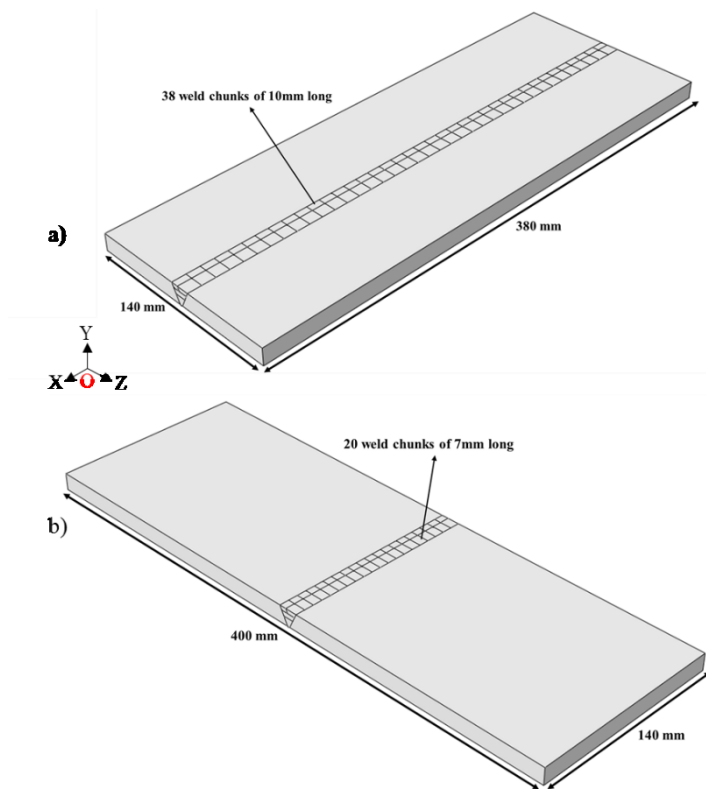 38 weld chunks of 10mm long
a)
380 mm
140 mm
Y
X O Z
20 weld chunks of 7mm long
b)
400 mm
140 mm